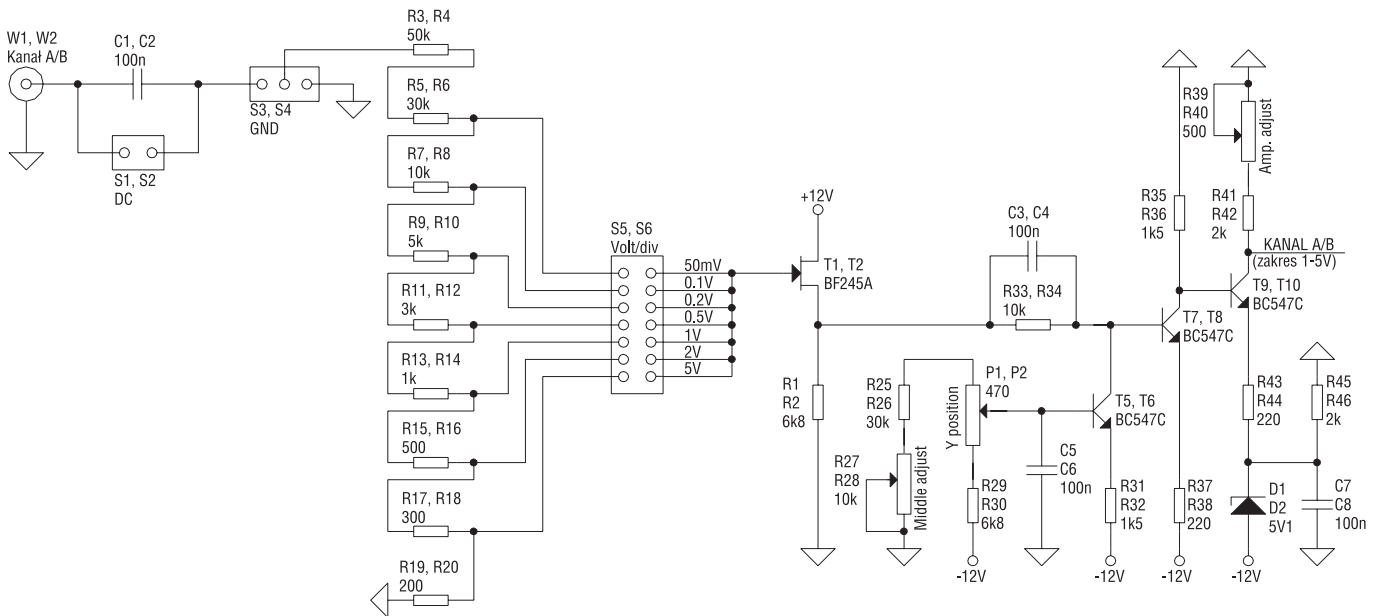 W1, W2
Kanał A/B
C1, C2
100n
S1, S2
DC
S3, S4
GND
R3, R4
50k
R5, R6
30k
R7, R8
10k
R9, R10
5k
R11, R12
3k
R13, R14
1k
R15, R16
500
R17, R18
300
R19, R20
200
S5, S6
Volt/div
50mV
0.1V
0.2V
0.5V
1V
2V
5V
+12V
T1, T2
BF245A
R1
R2
6k8
C3, C4
100n
R33, R34
10k
R25
R26
30k
R27
R28
10k
Middle adjust
P1, P2
470
Y position
R29
R30
6k8
-12V
C5
C6
100n
T5, T6
BC547C
R31
R32
1k5
-12V
R35
R36
1k5
T7, T8
BC547C
R37
R38
220
-12V
R39
R40
500
Amp. adjust
R41
R42
2k
KANAL A/B
(zakres 1-5V)
T9, T10
BC547C
R43
R44
220
R45
R46
2k
D1
D2
5V1
-12V
C7
C8
100n